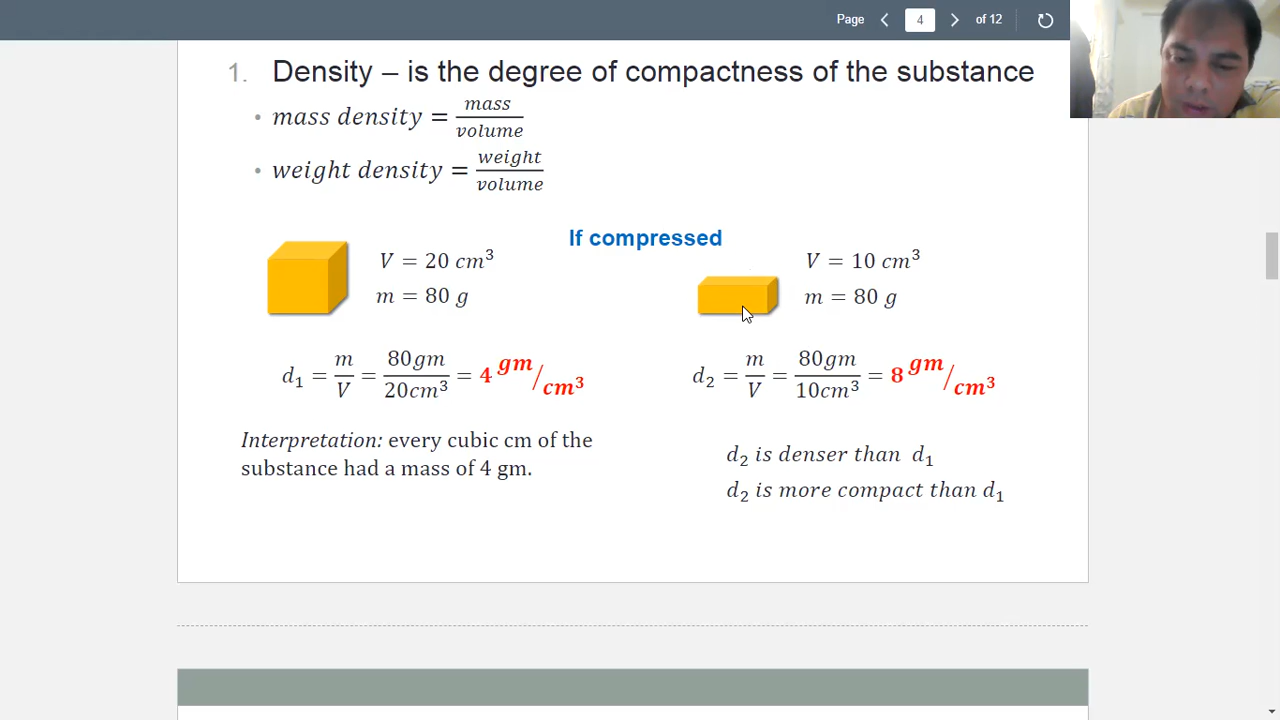 Page 4 of 12
1. Density – is the degree of compactness of the substance
• mass density = mass/volume
• weight density = weight/volume
If compressed
V = 20 cm³
m = 80 g
V = 10 cm³
m = 80 g
d₁ = m/V = 80gm/20cm³ = 4 gm/cm³
d₂ = m/V = 80gm/10cm³ = 8 gm/cm³
Interpretation: every cubic cm of the
substance had a mass of 4 gm.
d₂ is denser than d₁
d₂ is more compact than d₁